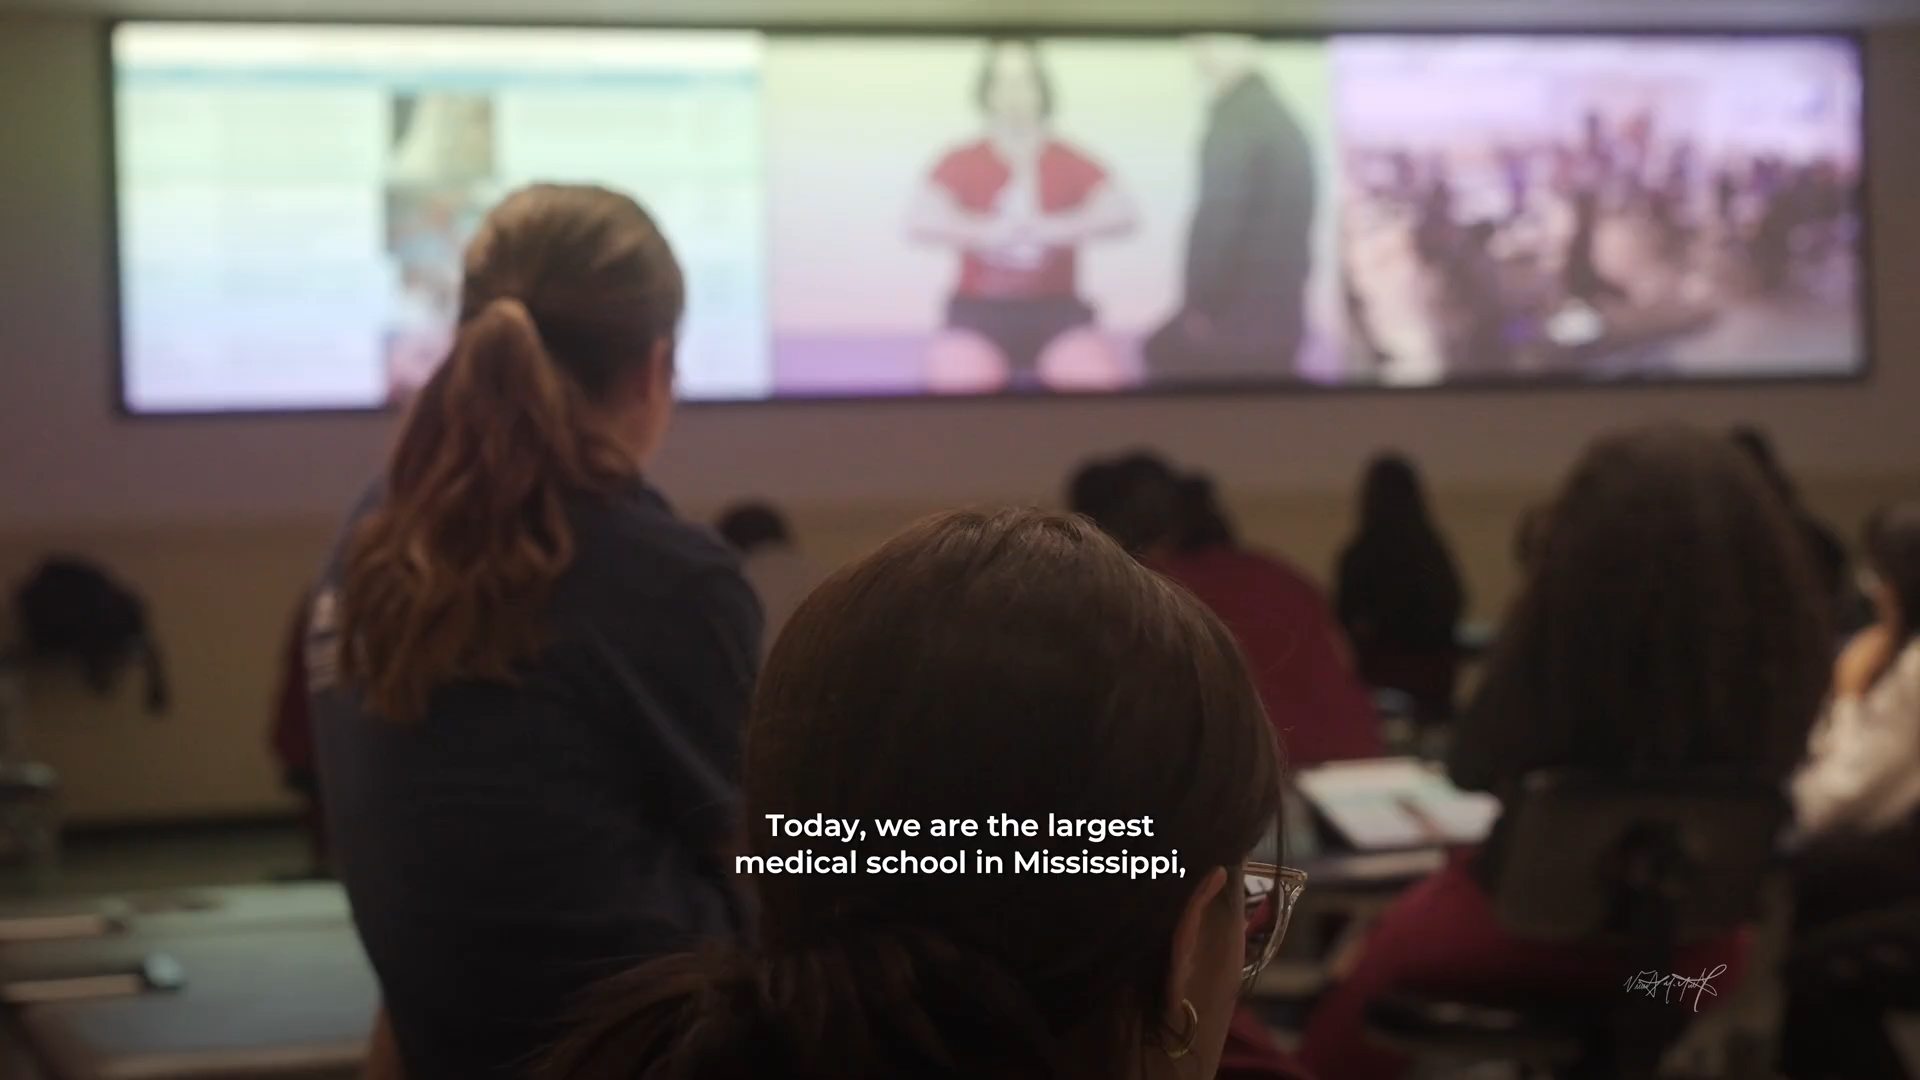 Today, we are the largest
medical school in Mississippi,